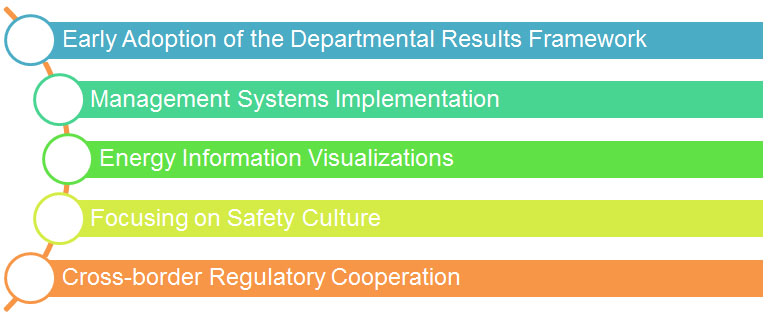 Early Adoption of the Departmental Results Framework
Management Systems Implementation
Energy Information Visualizations
Focusing on Safety Culture
Cross-border Regulatory Cooperation